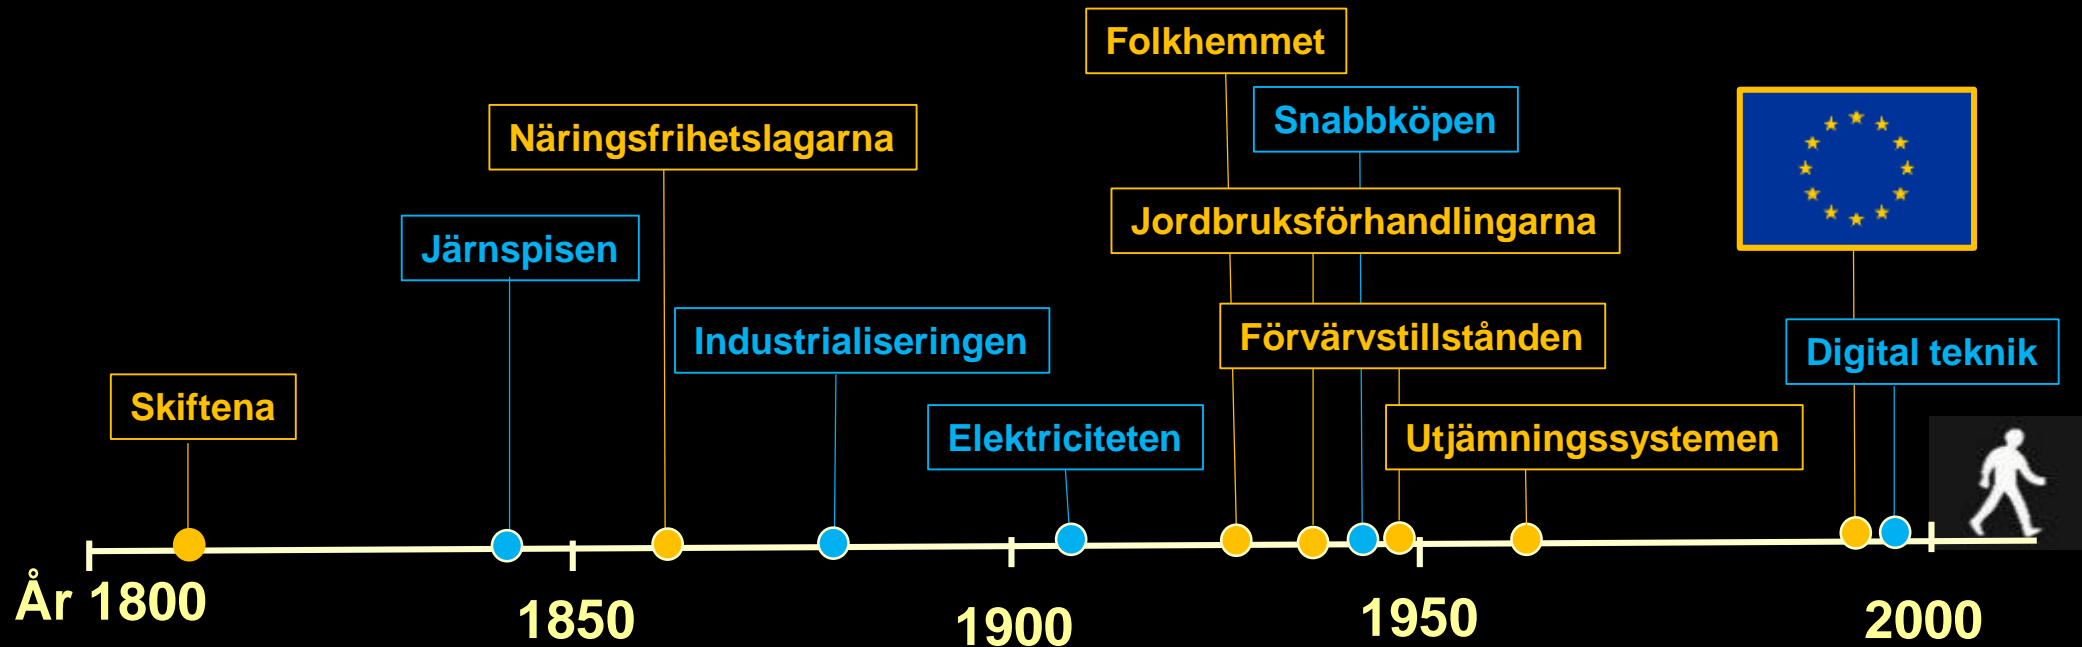 Folkhemmet
Snabbköpen
Näringsfrihetslagarna
Jordbruksförhandlingarna
Järnspisen
Industrialiseringen
Förvärvstillstånden
Digital teknik
Skiftena
Elektriciteten
Utjämningssystemen
År 1800
1850
1900
1950
2000